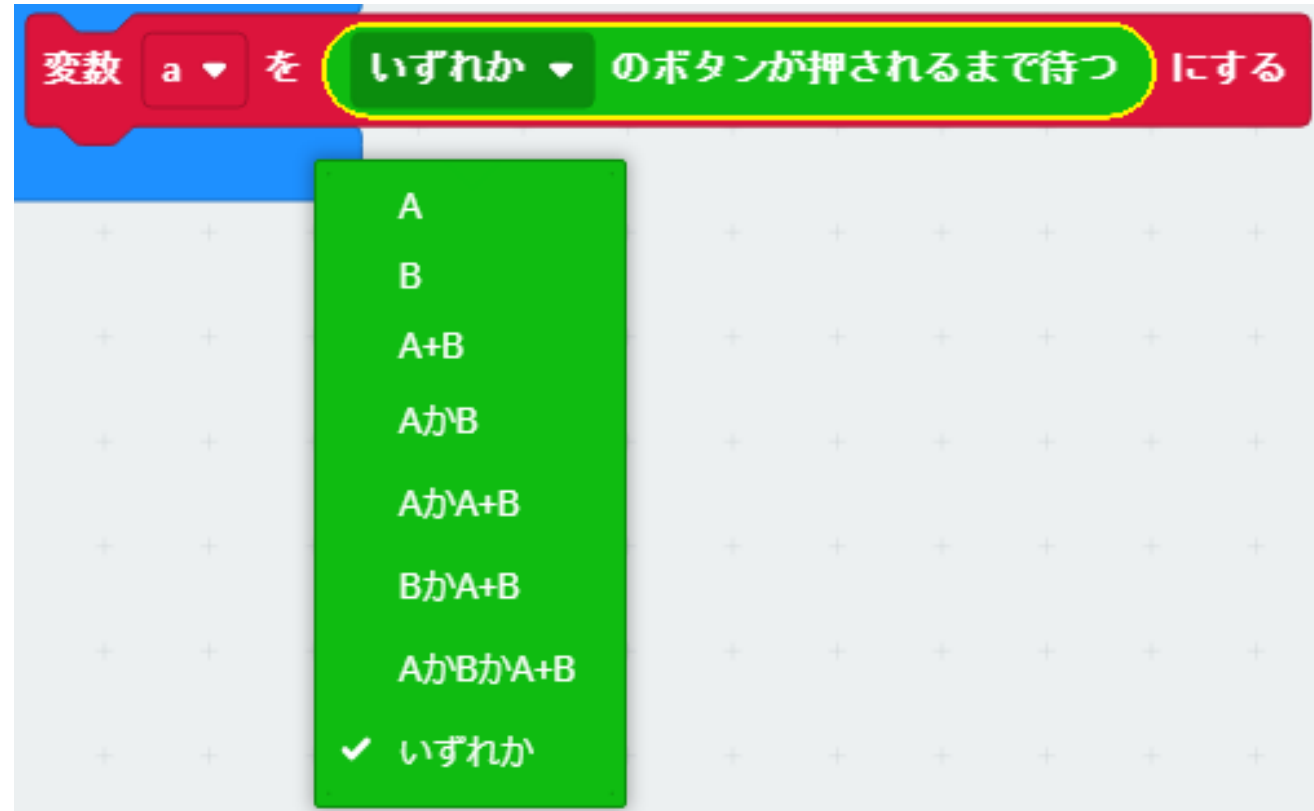 変数 a を いずれか のボタンが押されるまで待つ にする
A
B
A+B
AかB
AかA+B
BかA+B
AかBかA+B
いずれか